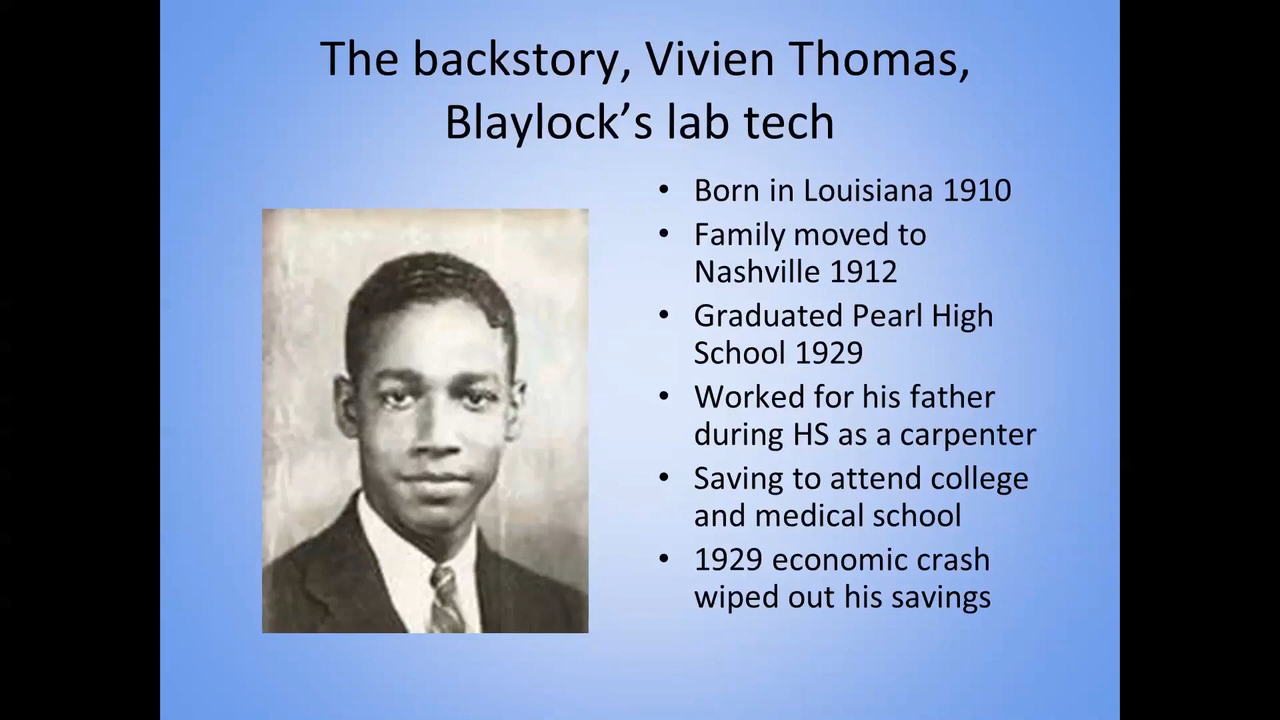 The backstory, Vivien Thomas,
Blaylock’s lab tech
• Born in Louisiana 1910
• Family moved to
Nashville 1912
• Graduated Pearl High
School 1929
• Worked for his father
during HS as a carpenter
• Saving to attend college
and medical school
• 1929 economic crash
wiped out his savings